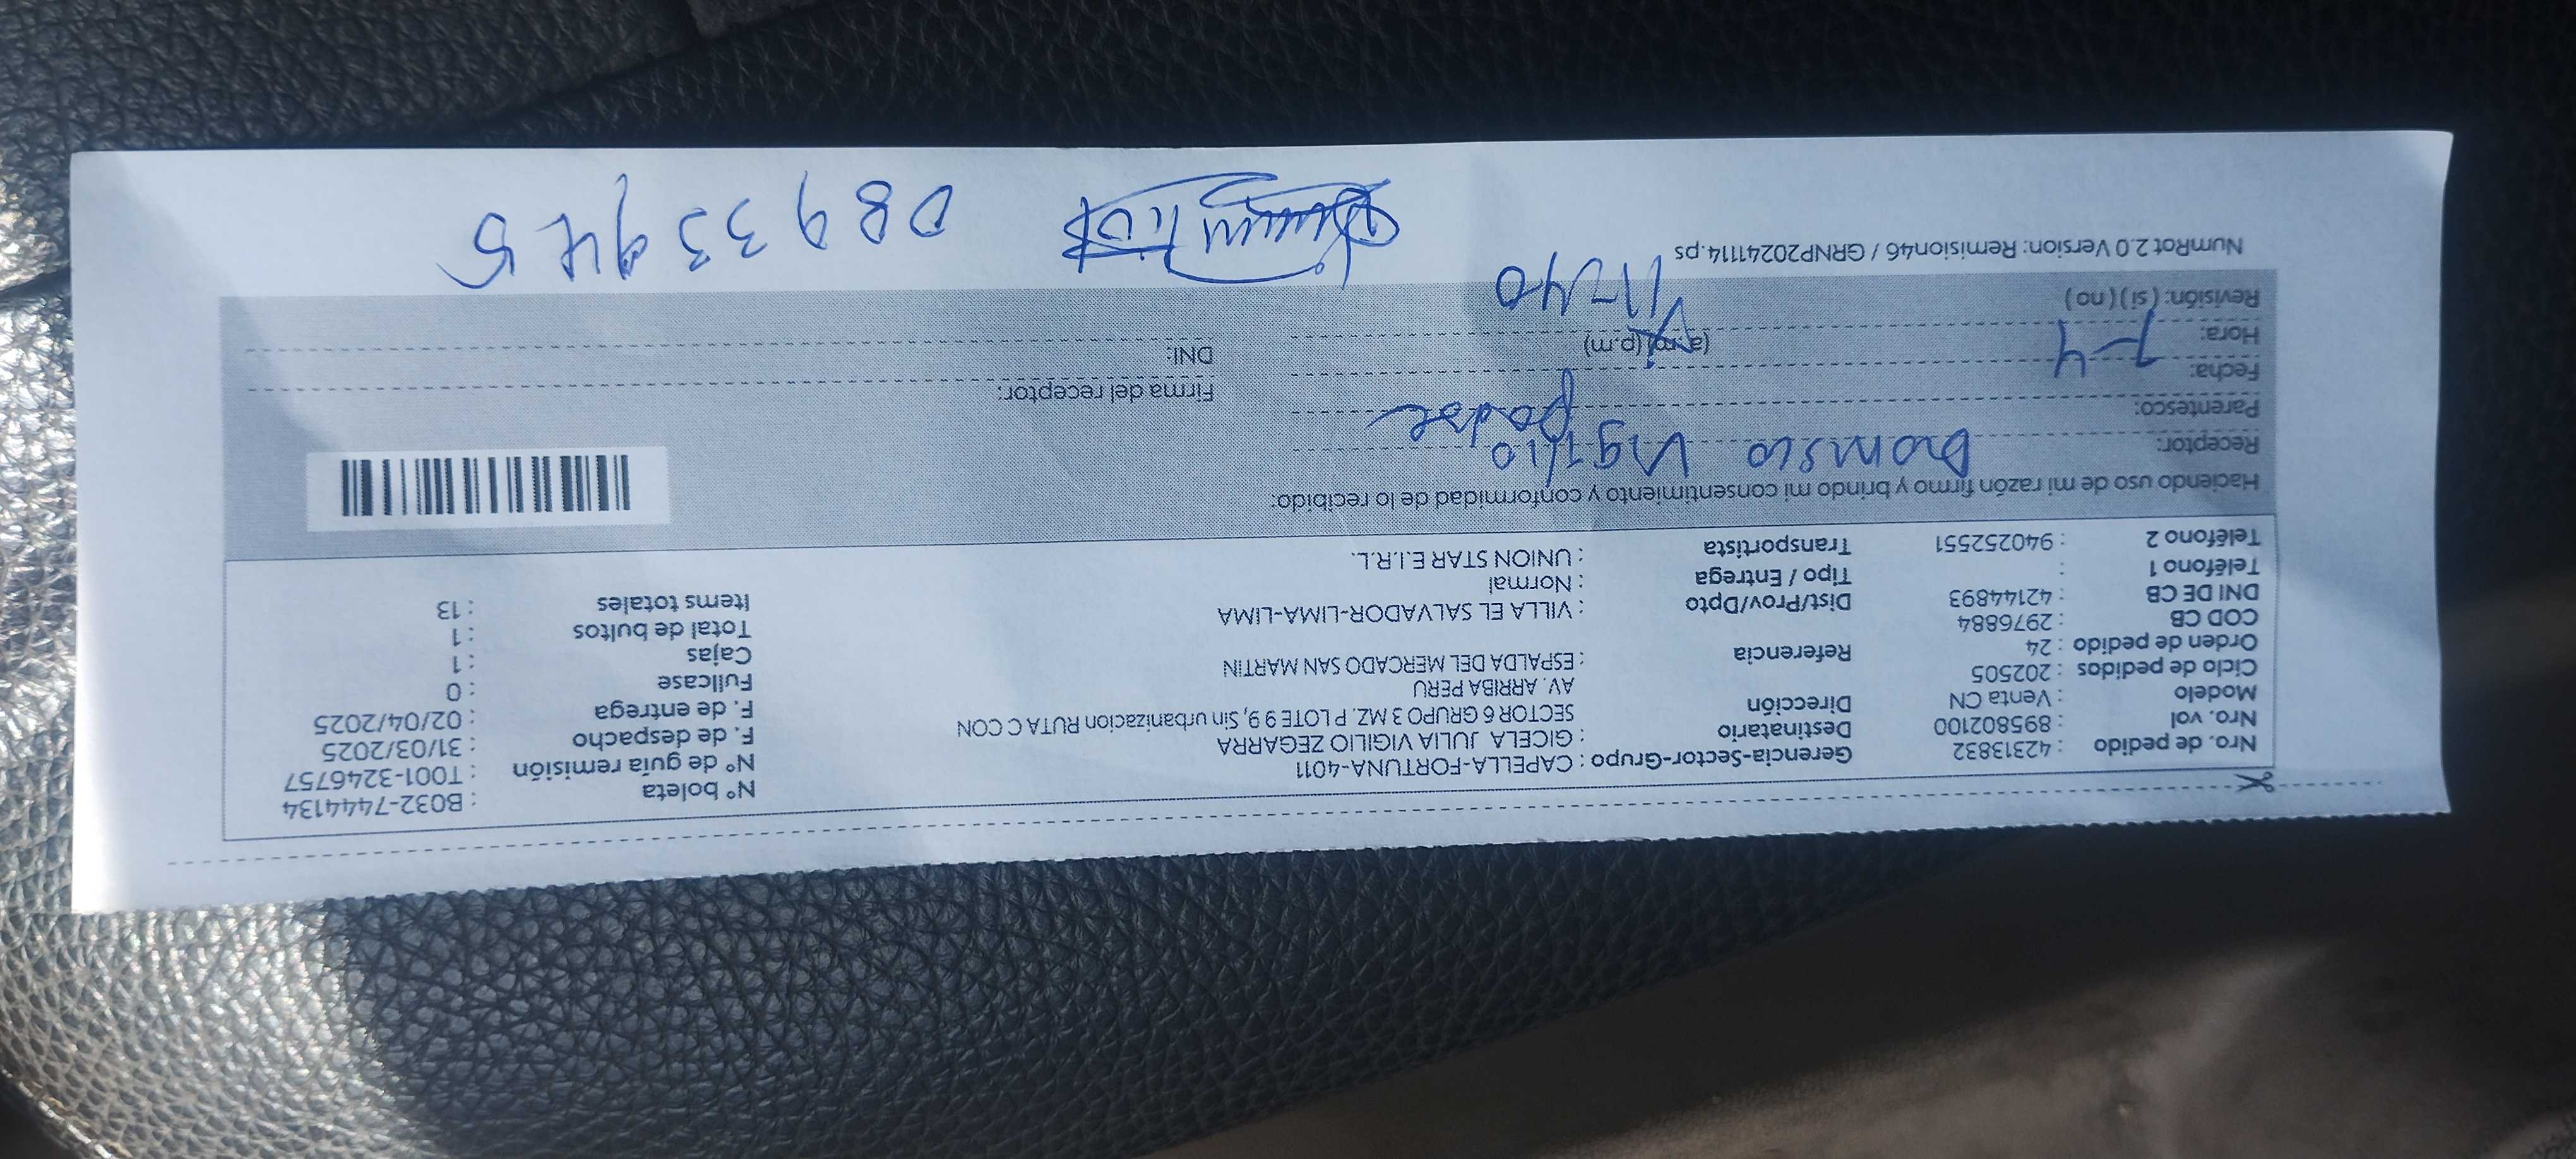 Nro. de pedido : 42313832
Nro. vol : 895802100
Modelo : Venta CN
Ciclo de pedidos : 202505
Orden de pedido : 24
COD CB : 2976884
DNI DE CB : 42144893
Teléfono 1 :
Teléfono 2 : 940252551
Gerencia-Sector-Grupo : CAPELLA-FORTUNA-4011
Destinatario : GICELA JULIA VIGILIO ZEGARRA
Dirección SECTOR 6 GRUPO 3 MZ. P LOTE 9 9, Sin urbanizacion RUTA C CON
AV. ARRIBA PERU
Referencia : ESPALDA DEL MERCADO SAN MARTIN
Dist/Prov/Dpto : VILLA EL SALVADOR-LIMA-LIMA
Tipo / Entrega : Normal
Transportista : UNION STAR E.I.R.L.
N° boleta : B032-7444134
N° de guía remisión : T001-3246757
F. de despacho : 31/03/2025
F. de entrega : 02/04/2025
Fullcase : 0
Cajas : 1
Total de bultos : 1
Items totales : 13
Haciendo uso de mi razón firmo y brindo mi consentimiento y conformidad de lo recibido:
Receptor: Vigilio
Parentesco: padre
Fecha: 7-4
Hora: (a.m) (p.m) 11-40
Revisión: (si) (no)
Firma del receptor:
DNI:
NumRot 2.0 Version: Remision46 / GRNP20241114.ps
08933945